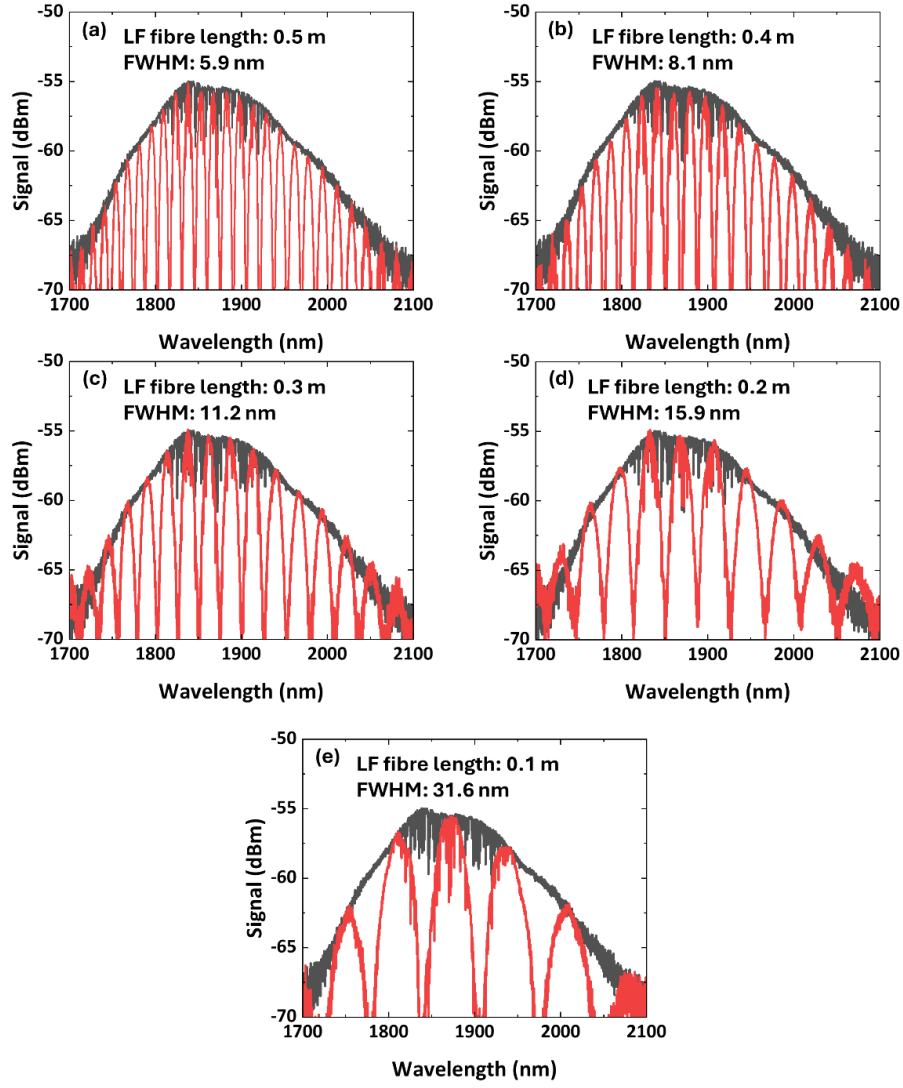 (a)
LF fibre length: 0.5 m
FWHM: 5.9 nm
-50
-55
-60
-65
-70
Signal (dBm)
1700 1800 1900 2000 2100
Wavelength (nm)
(b)
LF fibre length: 0.4 m
FWHM: 8.1 nm
-50
-55
-60
-65
-70
Signal (dBm)
1700 1800 1900 2000 2100
Wavelength (nm)
(c)
LF fibre length: 0.3 m
FWHM: 11.2 nm
-50
-55
-60
-65
-70
Signal (dBm)
1700 1800 1900 2000 2100
Wavelength (nm)
(d)
LF fibre length: 0.2 m
FWHM: 15.9 nm
-50
-55
-60
-65
-70
Signal (dBm)
1700 1800 1900 2000 2100
Wavelength (nm)
(e)
LF fibre length: 0.1 m
FWHM: 31.6 nm
-50
-55
-60
-65
-70
Signal (dBm)
1700 1800 1900 2000 2100
Wavelength (nm)